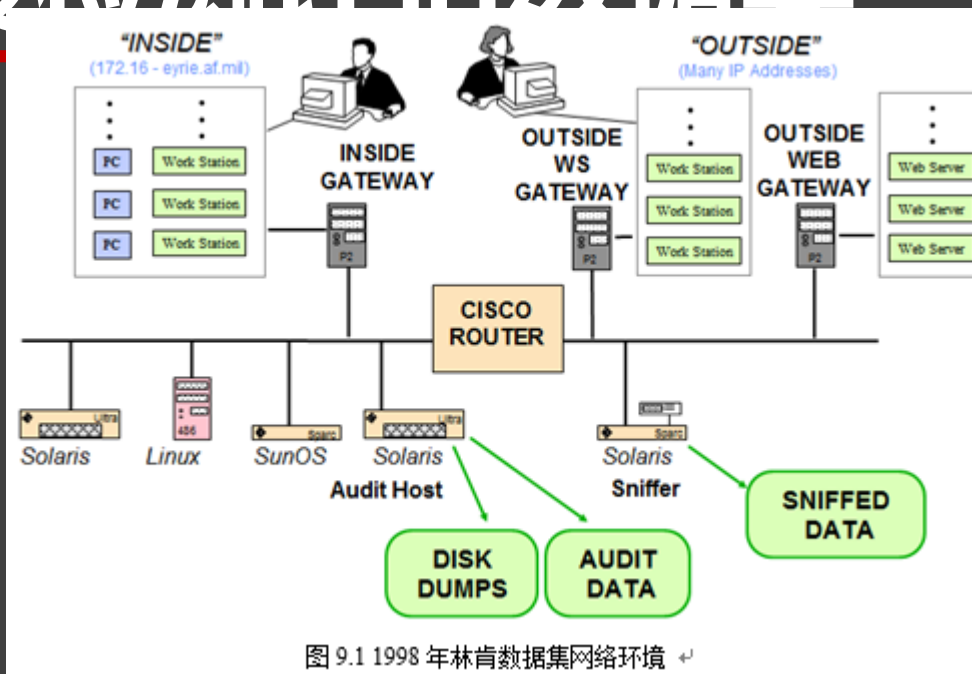 "INSIDE"
(172.16 - eyrie.af.mil)
"OUTSIDE"
(Many IP Addresses)
PC
Work Station
PC
Work Station
PC
Work Station
INSIDE
GATEWAY
P2
OUTSIDE
WS
GATEWAY
P2
Work Station
Work Station
Work Station
OUTSIDE
WEB
GATEWAY
P2
Web Server
Web Server
Web Server
CISCO
ROUTER
Ultra
Solaris
486
Linux
Sparc
SunOS
Ultra
Solaris
Audit Host
Sparc
Solaris
Sniffer
DISK
DUMPS
AUDIT
DATA
SNIFFED
DATA
图 9.1 1998 年林肯数据集网络环境